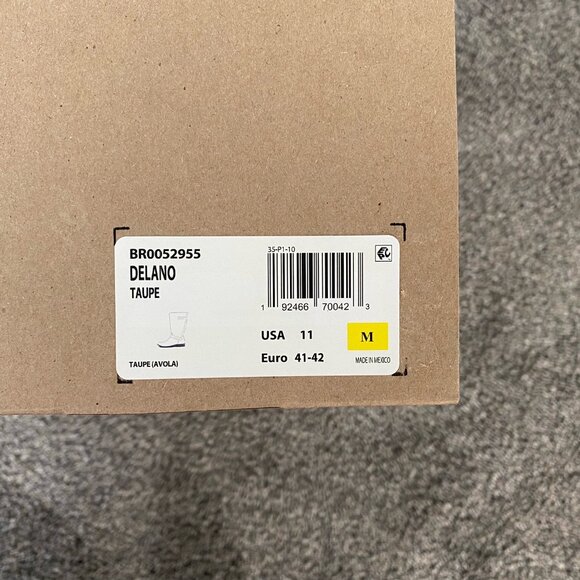 BR0052955
DELANO
TAUPE
TAUPE (AVOLA)
35-P1-10
1 92466 70042 3
USA 11
Euro 41-42
M
MADE IN MEXICO